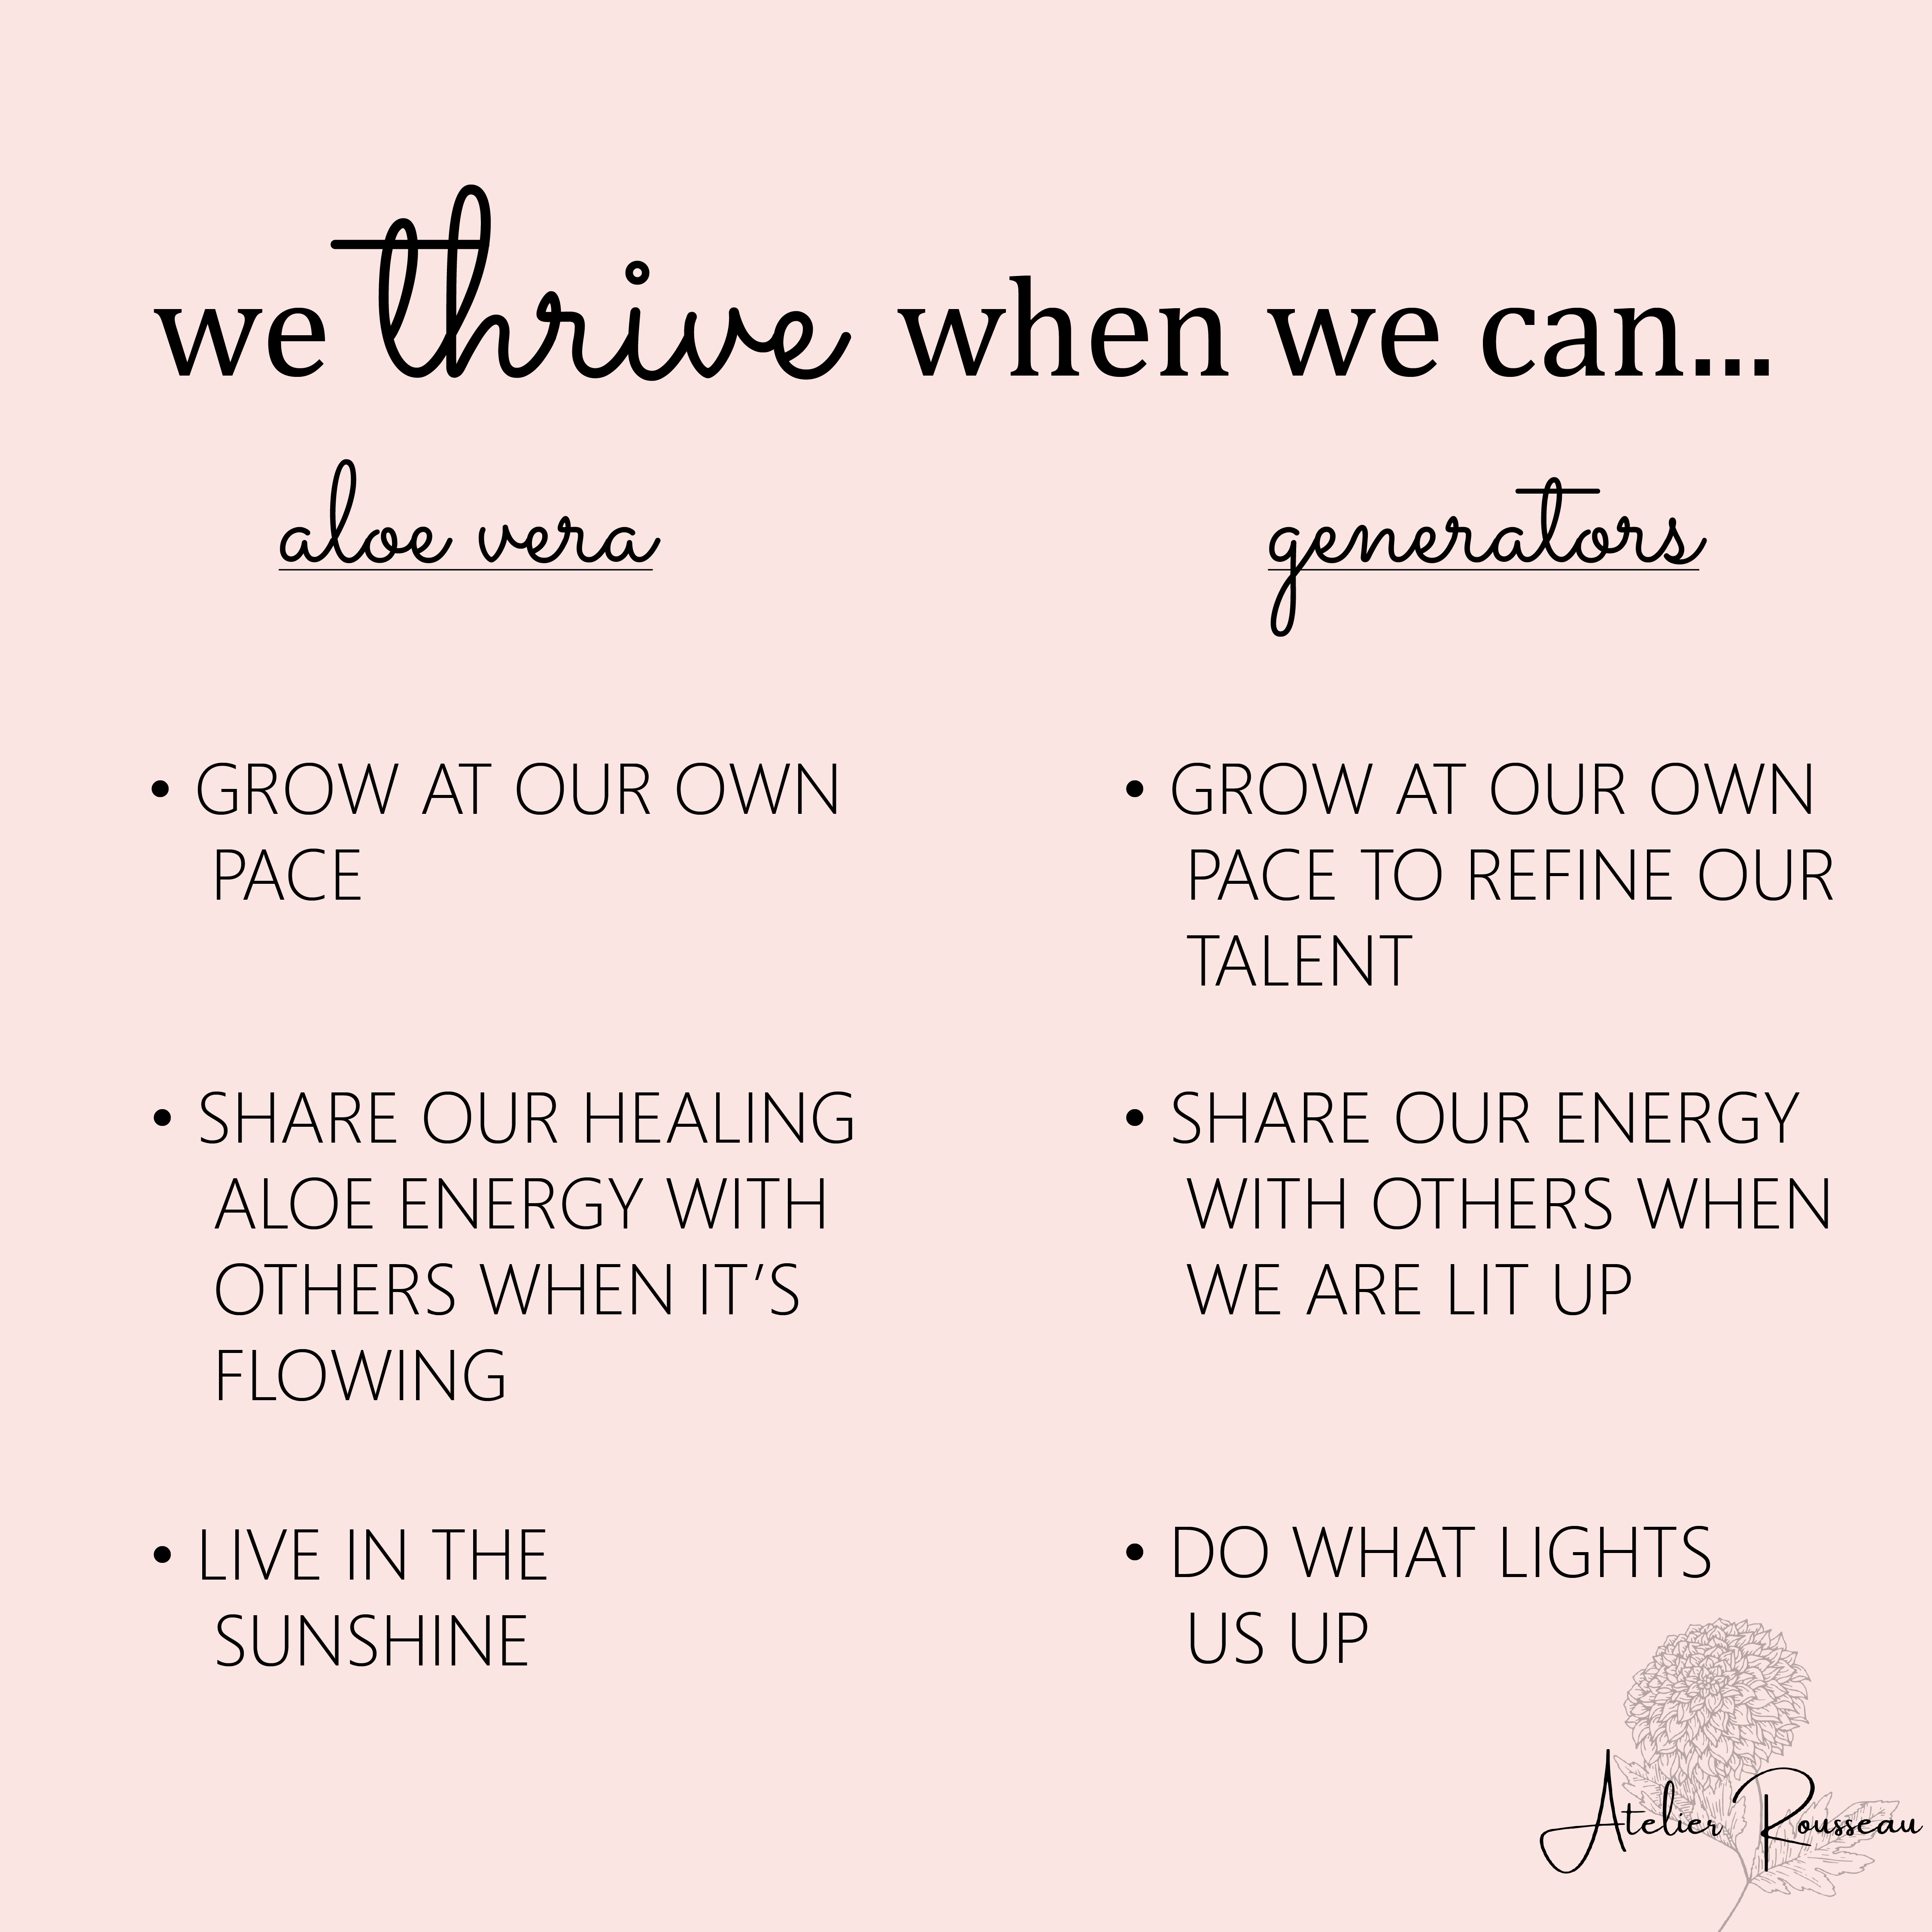 we thrive when we can...
aloe vera
• GROW AT OUR OWN
PACE
• SHARE OUR HEALING
ALOE ENERGY WITH
OTHERS WHEN IT'S
FLOWING
• LIVE IN THE
SUNSHINE
generators
• GROW AT OUR OWN
PACE TO REFINE OUR
TALENT
• SHARE OUR ENERGY
WITH OTHERS WHEN
WE ARE LIT UP
• DO WHAT LIGHTS
US UP
Atelier Rousseau